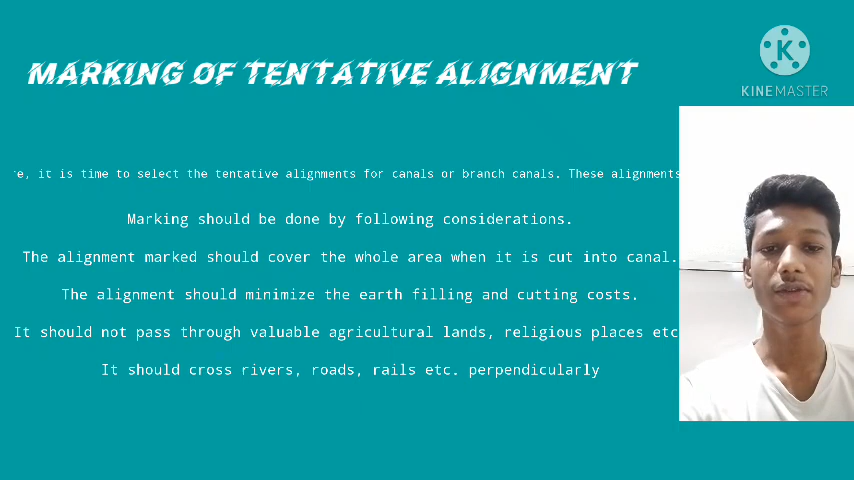 MARKING OF TENTATIVE ALIGNMENT
K
KINEMASTER
it is time to select the tentative alignments for canals or branch canals. These alignments
Marking should be done by following considerations.
The alignment marked should cover the whole area when it is cut into canal.
The alignment should minimize the earth filling and cutting costs.
It should not pass through valuable agricultural lands, religious places etc
It should cross rivers, roads, rails etc. perpendicularly